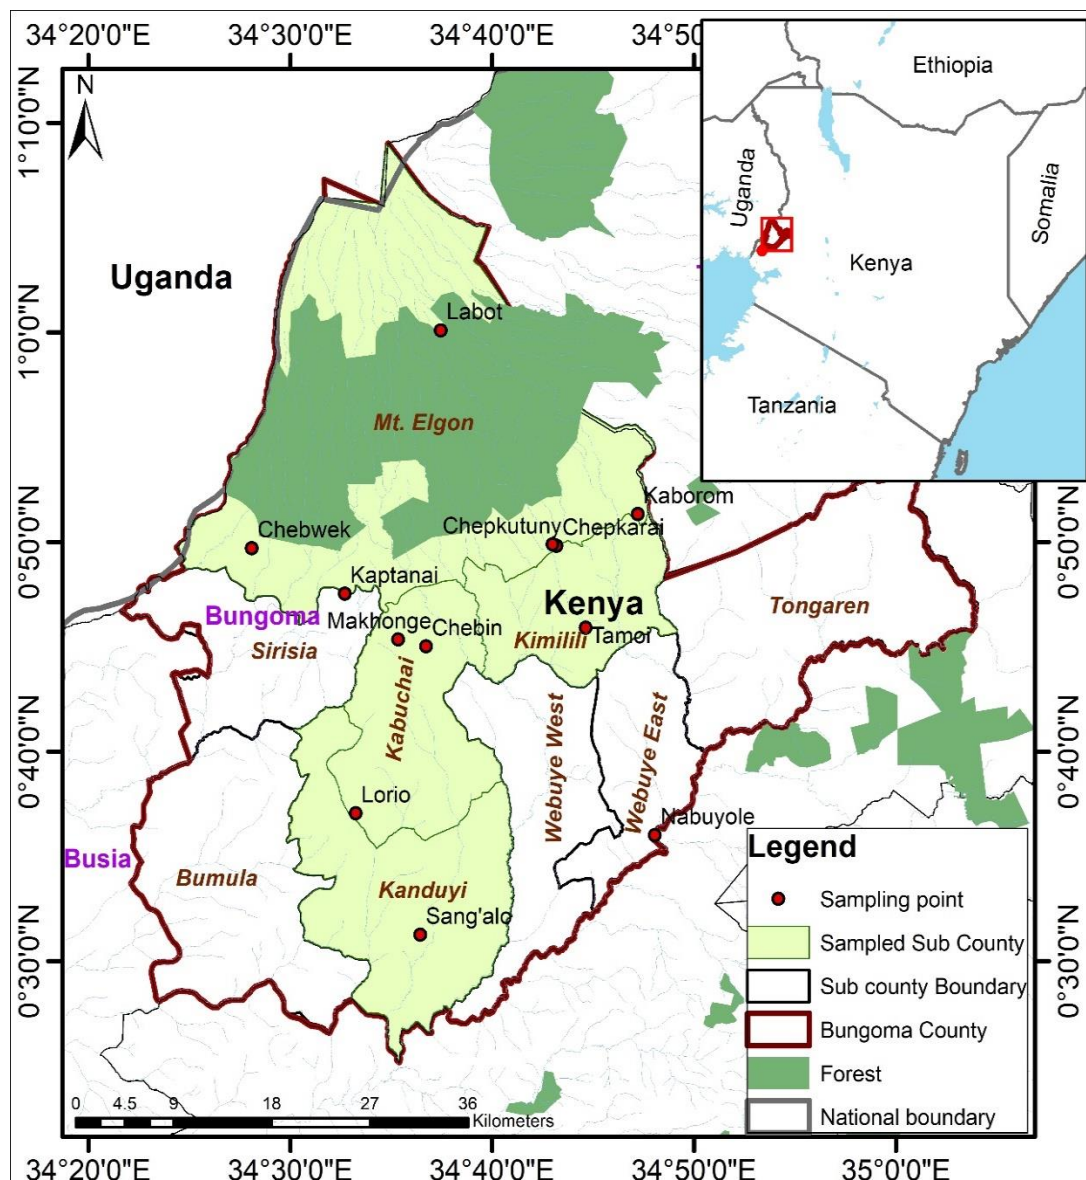 34°20'0"E
34°30'0"E
34°40'0"E
34°50
N
1°10'0"N
1°0'0"N
0°50'0"N
0°40'0"N
0°30'0"N
Ethiopia
Uganda
Somalia
Kenya
Tanzania
Uganda
Labot
Mt. Elgon
Kaborom
Chebwek
Chepkutuny
Chepkarai
Kaptanai
Kenya
Bungoma
Makhonge
Chebin
Kimilili
Tamoi
Tongaren
Sirisia
Kabuchai
Webuye West
Webuye East
Lorio
Nabuyole
Busia
Bumula
Kanduyi
Sang'alo
0°50'0"N
0°40'0"N
0°30'0"N
Legend
Sampling point
Sampled Sub County
Sub county Boundary
Bungoma County
Forest
National boundary
0 4.5 9 18 27 36
Kilometers
34°20'0"E
34°30'0"E
34°40'0"E
34°50'0"E
35°0'0"E